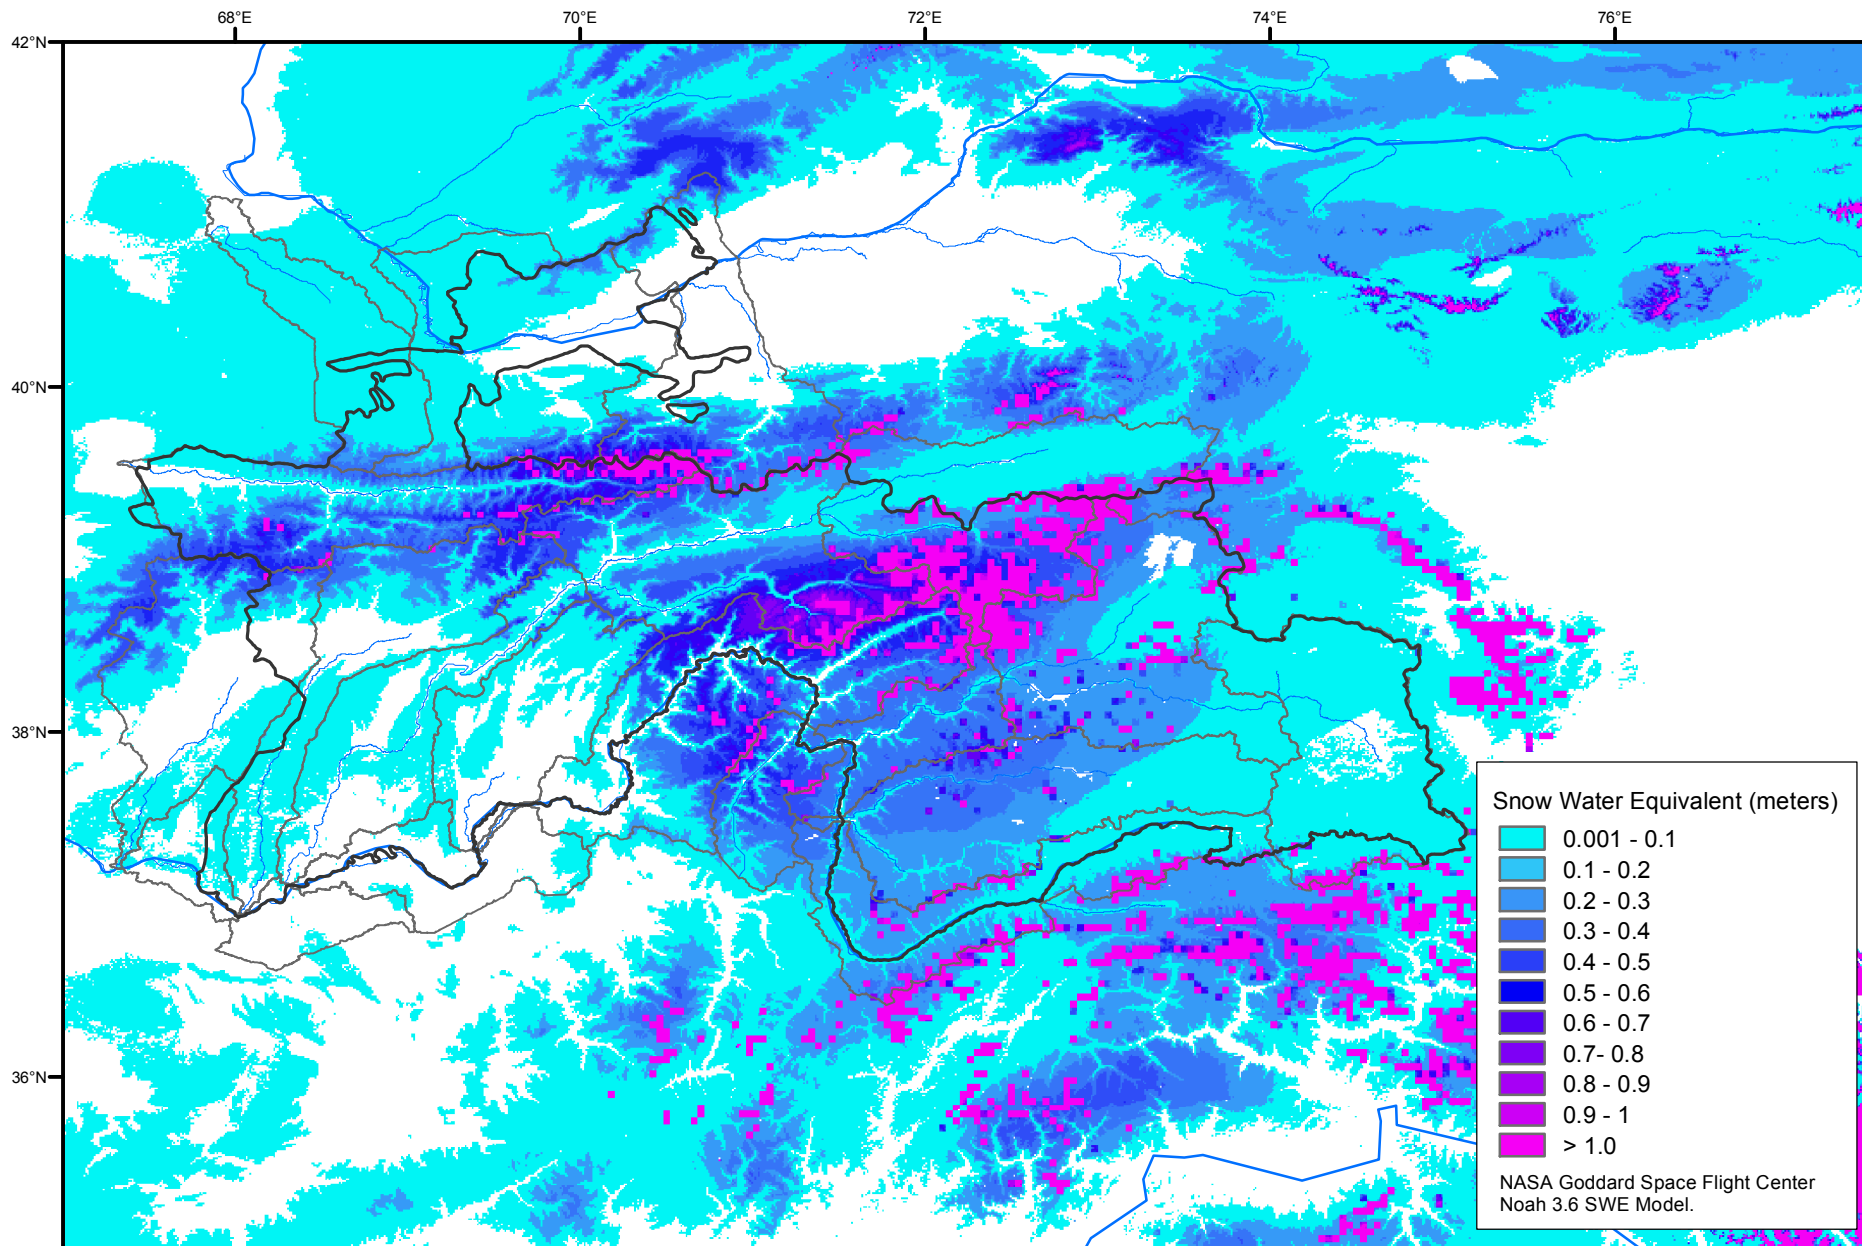 68°E 70°E 72°E 74°E 76°E
42°N
40°N
38°N
36°N
Snow Water Equivalent (meters)
0.001 - 0.1
0.1 - 0.2
0.2 - 0.3
0.3 - 0.4
0.4 - 0.5
0.5 - 0.6
0.6 - 0.7
0.7- 0.8
0.8 - 0.9
0.9 - 1
> 1.0
NASA Goddard Space Flight Center
Noah 3.6 SWE Model.